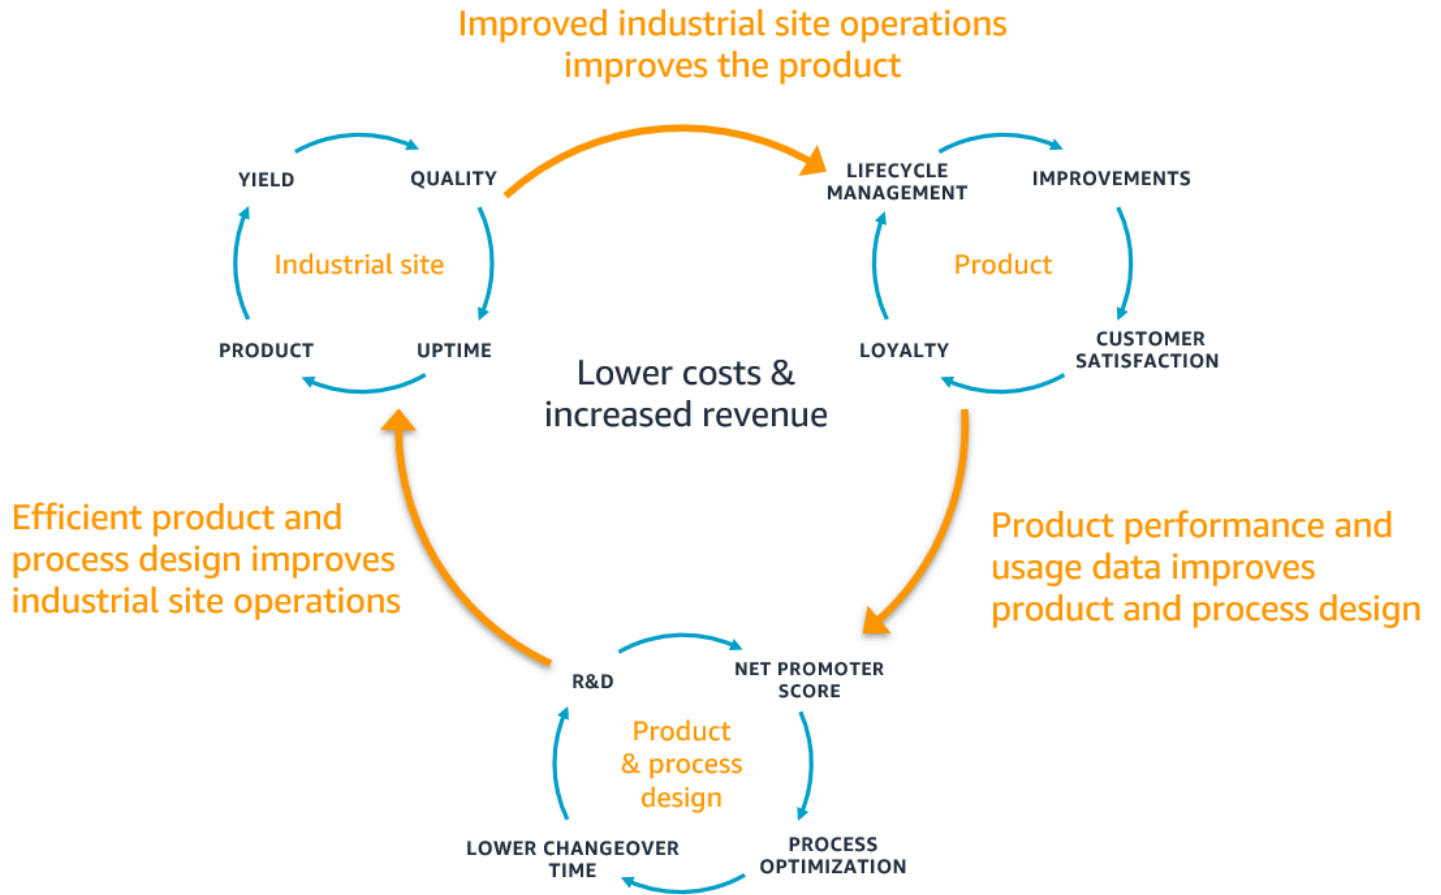 Improved industrial site operations
improves the product
YIELD
QUALITY
Industrial site
PRODUCT
UPTIME
LIFECYCLE
MANAGEMENT
IMPROVEMENTS
Product
LOYALTY
CUSTOMER
SATISFACTION
Lower costs &
increased revenue
Efficient product and
process design improves
industrial site operations
Product performance and
usage data improves
product and process design
R&D
NET PROMOTER
SCORE
Product
& process
design
LOWER CHANGEOVER
TIME
PROCESS
OPTIMIZATION